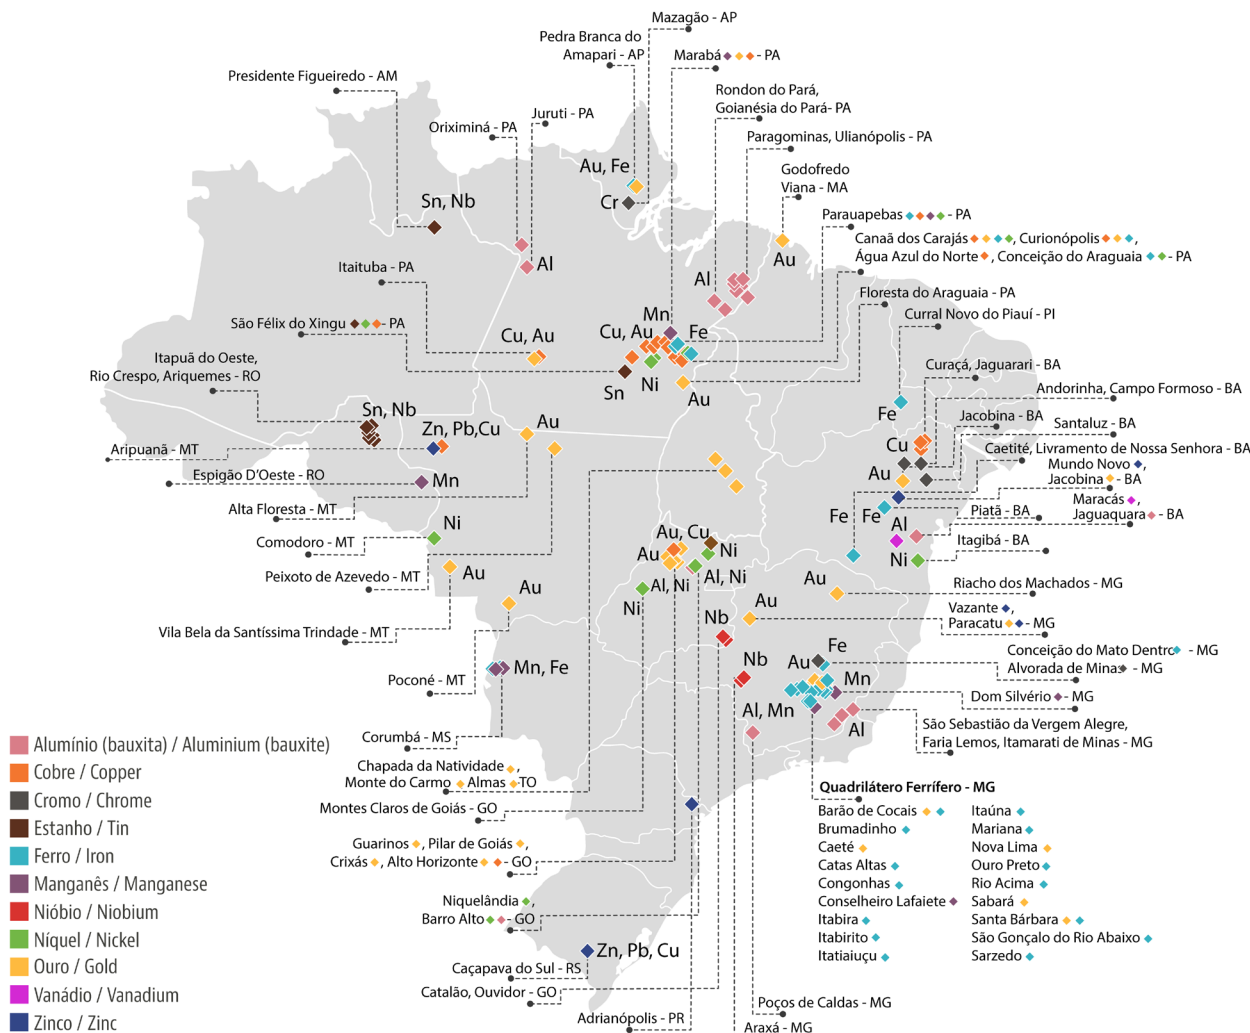 Mazagão - AP
Pedra Branca do
Amapari - AP
Marabá - PA
Presidente Figueiredo - AM
Rondon do Pará,
Goianésia do Pará- PA
Juruti - PA
Oriximiná - PA
Paragominas, Ulianópolis - PA
Au, Fe
Godofredo
Viana - MA
Sn, Nb
Cr
Parauapebas - PA
Canaã dos Carajás , Curionópolis ,
Água Azul do Norte , Conceição do Araguaia - PA
Au
Al
Itaituba - PA
Al
Floresta do Araguaia - PA
Mn
Curral Novo do Piauí - PI
São Félix do Xingu - PA
Cu, Au
Cu, Au
Fe
Itapuã do Oeste,
Rio Crespo, Ariquemes - RO
Curaçá, Jaguarari - BA
Ni
Andorinha, Campo Formoso - BA
Sn
Au
Sn, Nb
Fe
Jacobina - BA
Au
Santaluz - BA
Zn, Pb,Cu
Cu
Aripuanã - MT
Caetité, Livramento de Nossa Senhora - BA
Mundo Novo ,
Jacobina - BA
Espigão D’Oeste - RO
Au
Mn
Maracás ,
Jaguaquara - BA
Alta Floresta - MT
Piatã - BA
Fe
Fe
Ni
Al
Au, Cu
Comodoro - MT
Itagibá - BA
Au
Ni
Ni
Peixoto de Azevedo - MT
Au
Al, Ni
Al, Ni
Au
Riacho dos Machados - MG
Au
Ni
Au
Vazante ,
Paracatu - MG
Vila Bela da Santíssima Trindade - MT
Nb
Fe
Conceição do Mato Dentro - MG
Alvorada de Minas - MG
Mn, Fe
Nb
Au
Poconé - MT
Mn
Dom Silvério - MG
Al, Mn
Al
São Sebastião da Vergem Alegre,
Faria Lemos, Itamarati de Minas - MG
Corumbá - MS
Alumínio (bauxita) / Aluminium (bauxite)
Cobre / Copper
Cromo / Chrome
Estanho / Tin
Ferro / Iron
Manganês / Manganese
Nióbio / Niobium
Níquel / Nickel
Ouro / Gold
Vanádio / Vanadium
Zinco / Zinc
Chapada da Natividade ,
Monte do Carmo Almas -TO
Montes Claros de Goiás - GO
Guarinos , Pilar de Goiás ,
Crixás , Alto Horizonte - GO
Niquelândia ,
Barro Alto - GO
Zn, Pb, Cu
Caçapava do Sul - RS
Catalão, Ouvidor - GO
Adrianópolis - PR
Poços de Caldas - MG
Araxá - MG
Quadrilátero Ferrífero - MG
Barão de Cocais
Brumadinho
Caeté
Catas Altas
Congonhas
Conselheiro Lafaiete
Itabira
Itabirito
Itatiaiuçu
Itaúna
Mariana
Nova Lima
Ouro Preto
Rio Acima
Sabará
Santa Bárbara
São Gonçalo do Rio Abaixo
Sarzedo